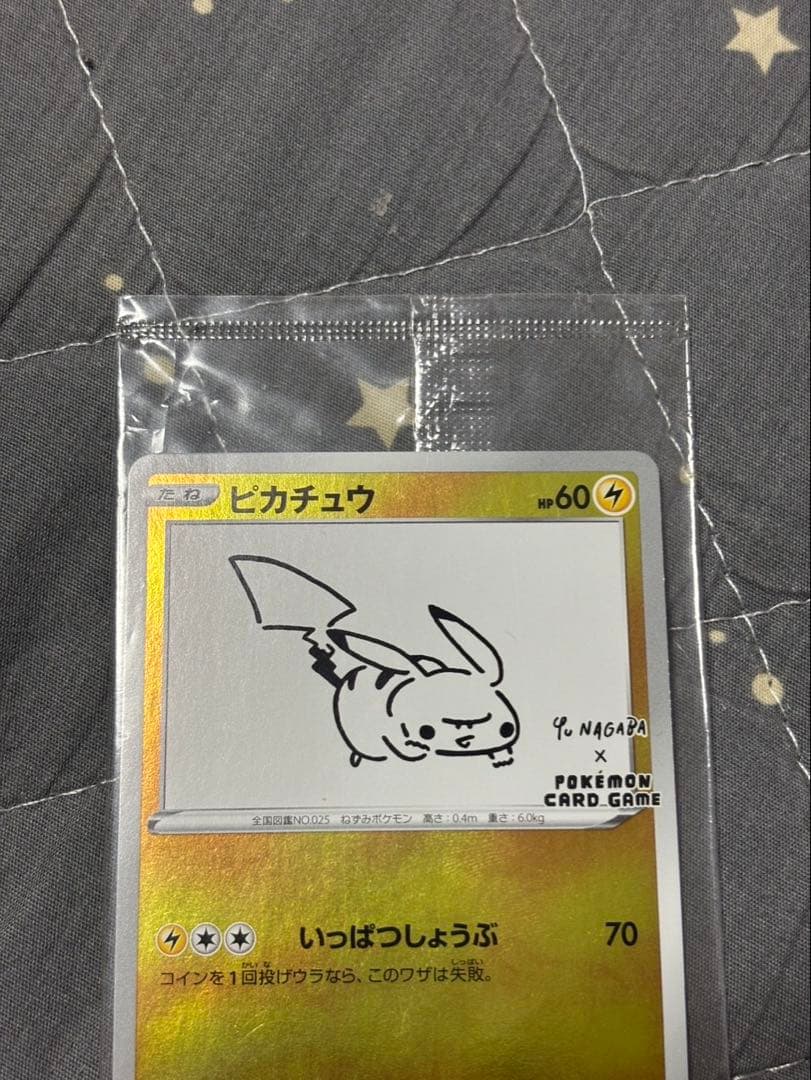 たね ピカチュウ HP60
Yu NAGABA
×
POKÉMON
CARD GAME
全国図鑑NO.025 ねずみポケモン 高さ:0.4m 重さ:6.0kg
いっぱつしょうぶ 70
コインを1回投げウラなら、このワザは失敗。